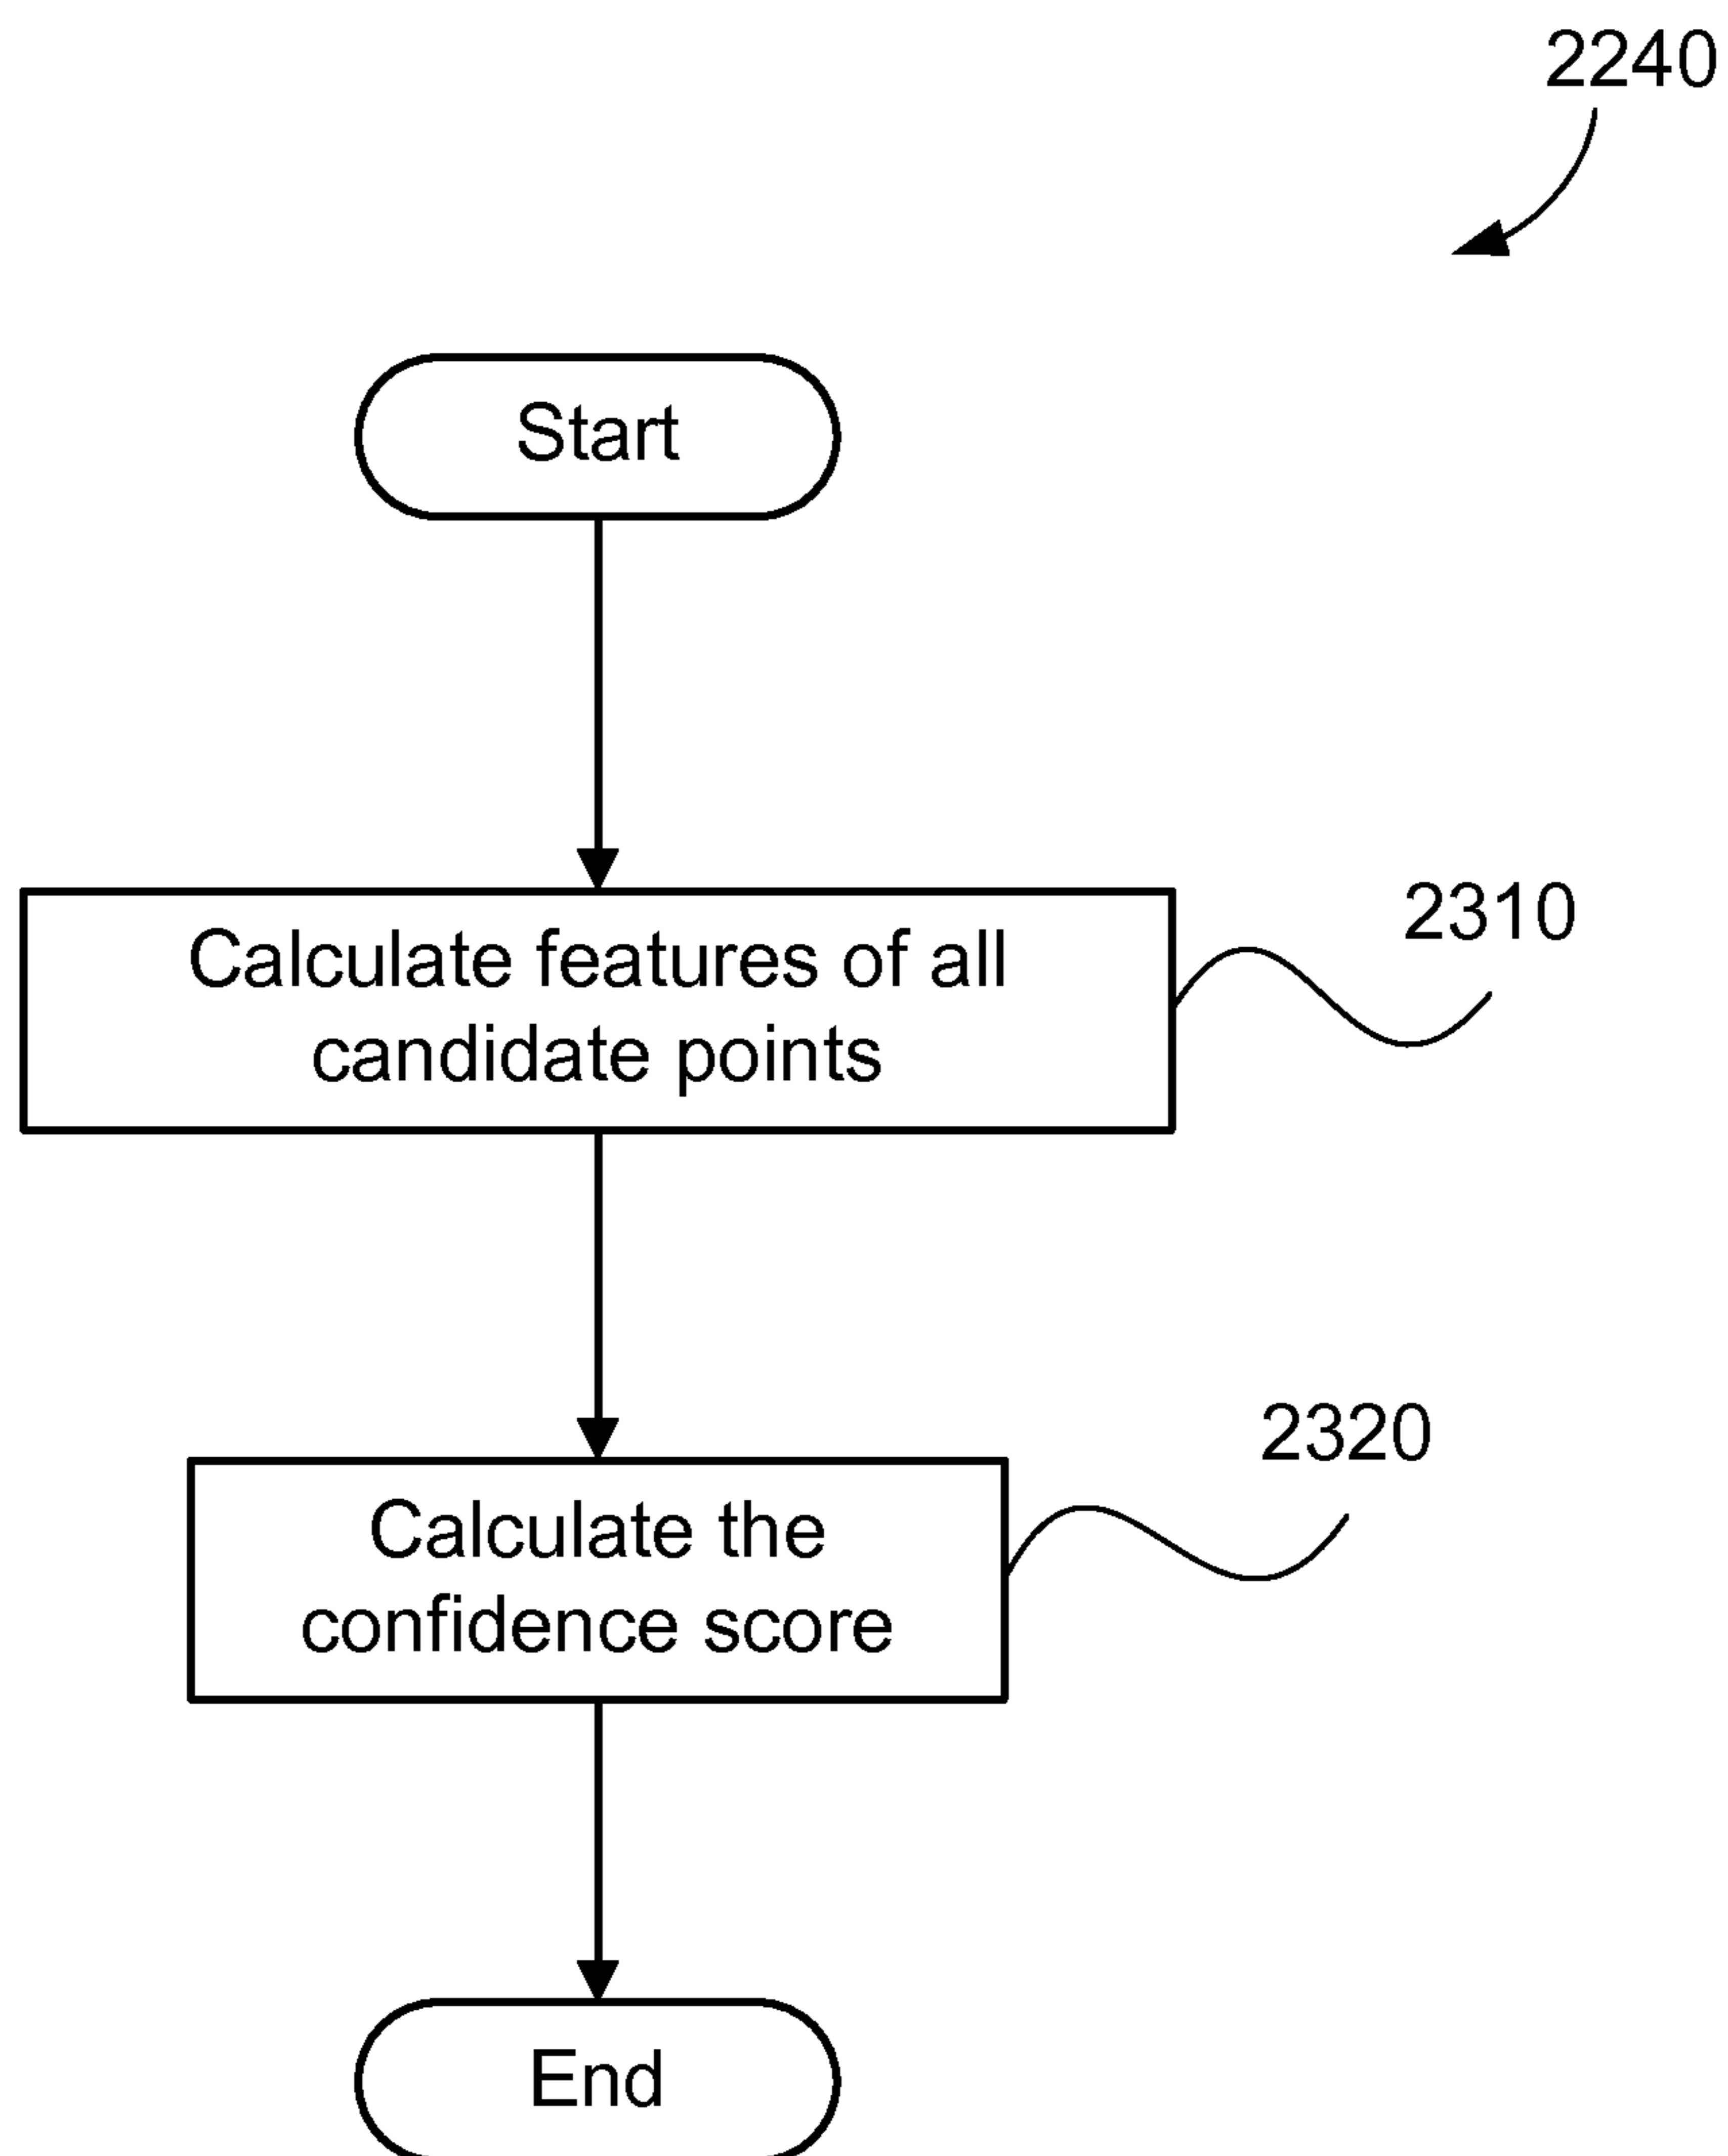 2240
Start
Calculate features of all
candidate points
2310
Calculate the
confidence score
2320
End